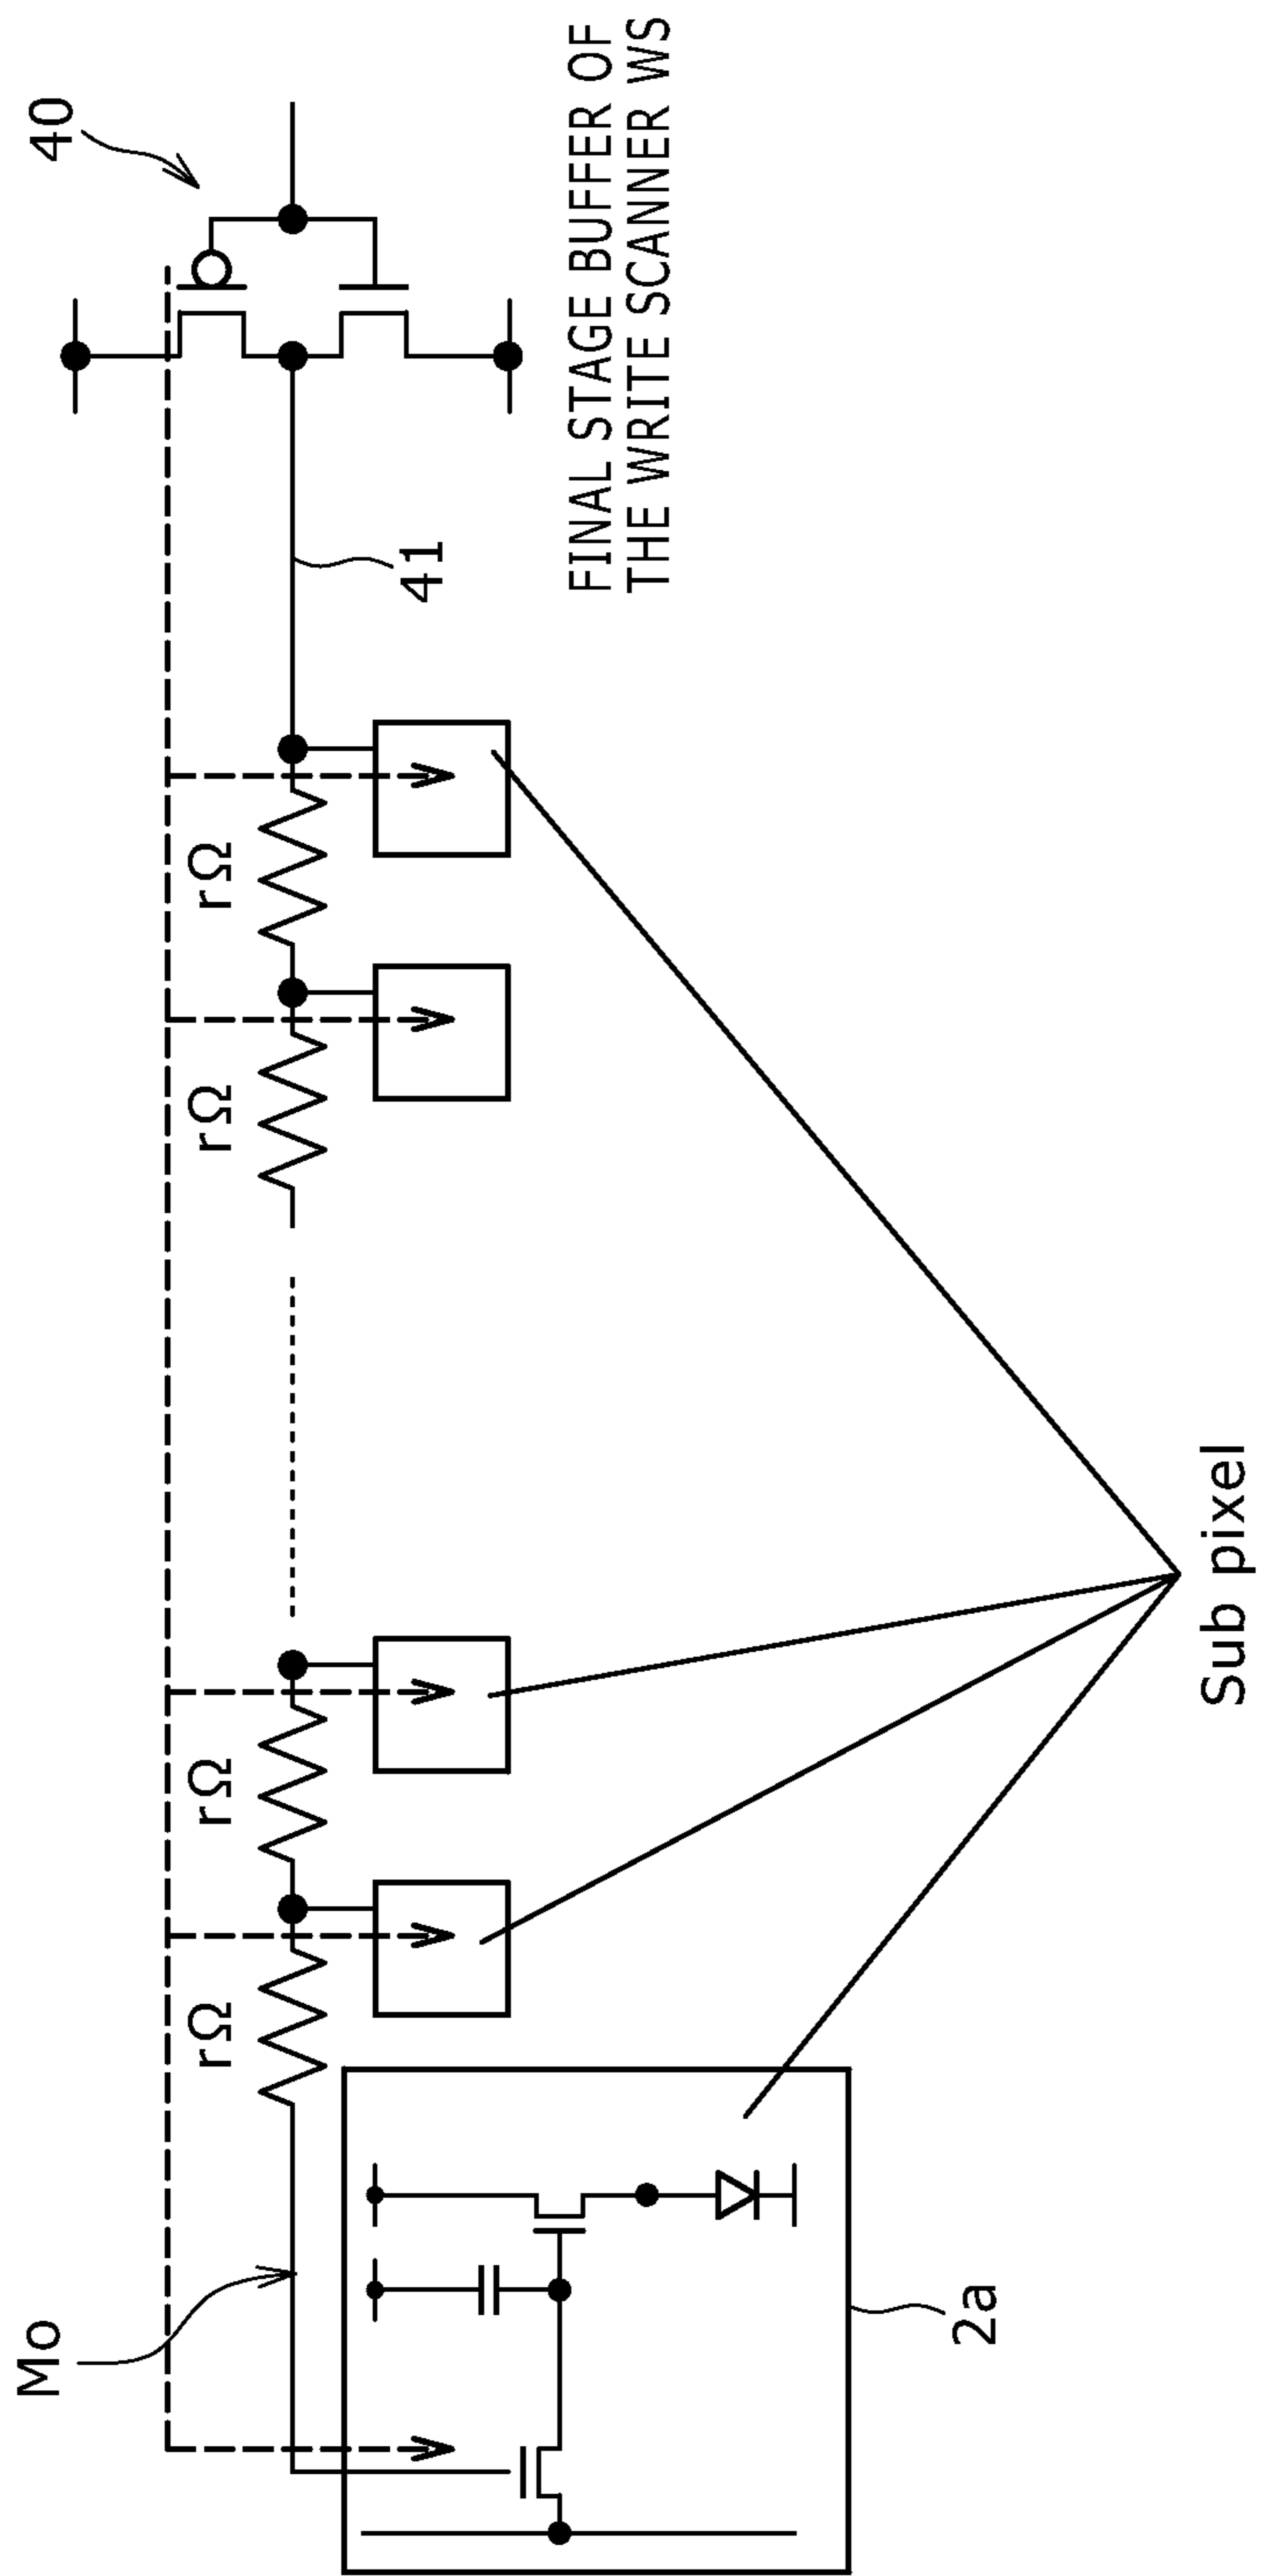 Mo
40
rΩ
rΩ
rΩ
rΩ
41
FINAL STAGE BUFFER OF
THE WRITE SCANNER WS
2a
Sub pixel